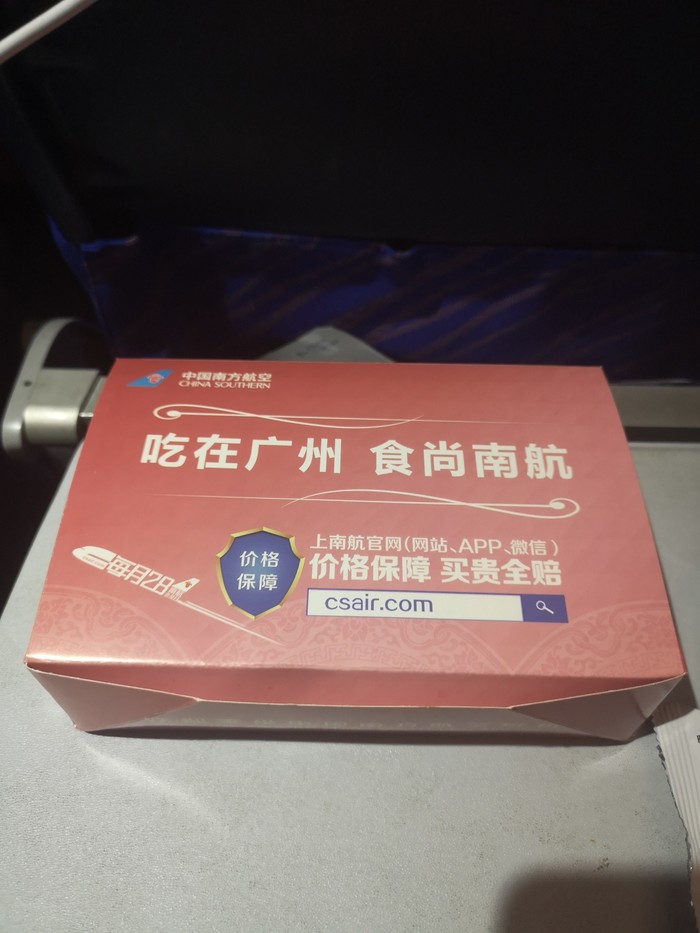 中国南方航空
CHINA SOUTHERN
吃在广州 食尚南航
价格
保障
上南航官网(网站、APP、微信)
价格保障 买贵全赔
csair.com
每月28